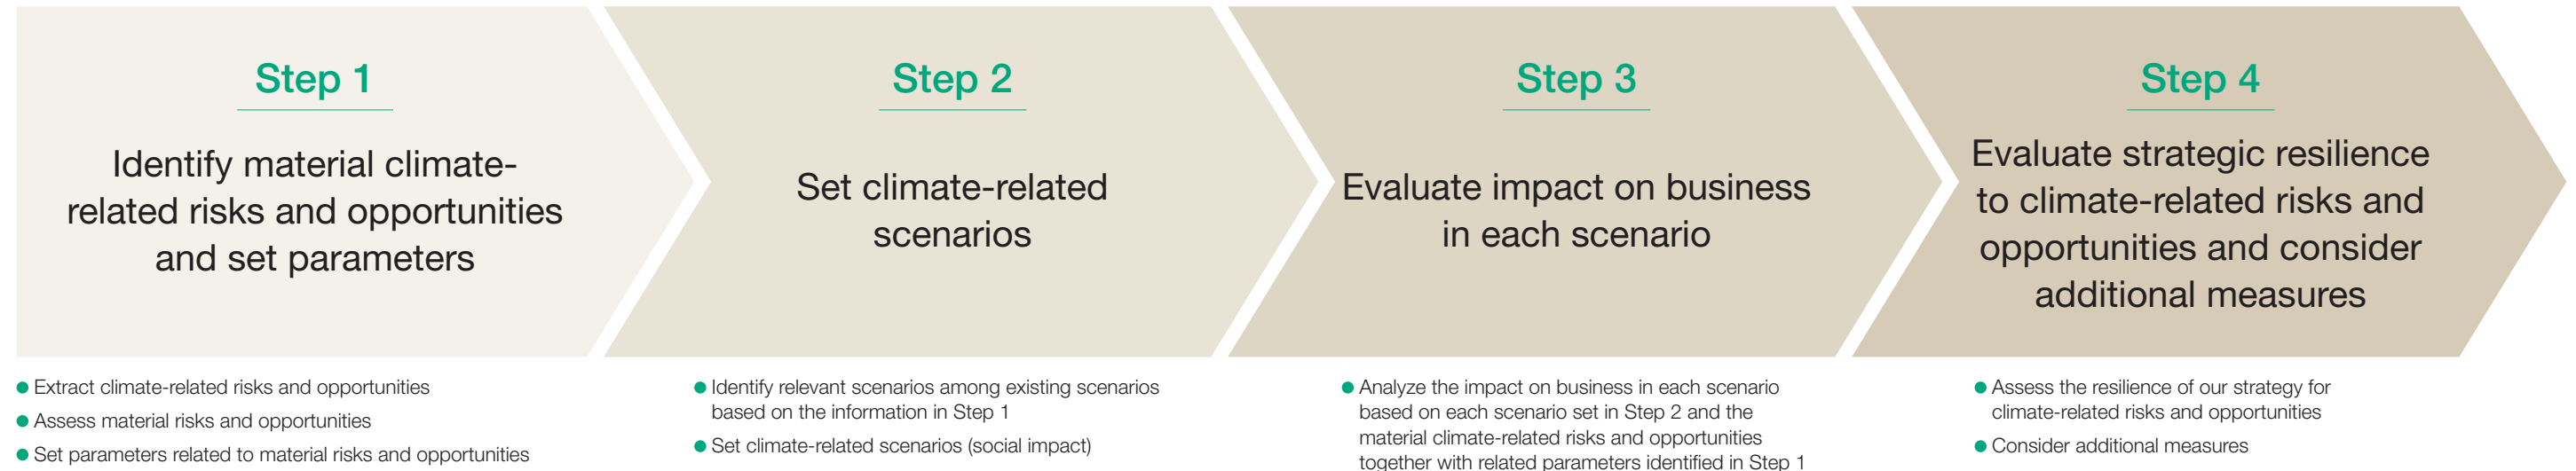 Step 1
Identify material climate-
related risks and opportunities
and set parameters
● Extract climate-related risks and opportunities
● Assess material risks and opportunities
● Set parameters related to material risks and opportunities
Step 2
Set climate-related
scenarios
● Identify relevant scenarios among existing scenarios
based on the information in Step 1
● Set climate-related scenarios (social impact)
Step 3
Evaluate impact on business
in each scenario
● Analyze the impact on business in each scenario
based on each scenario set in Step 2 and the
material climate-related risks and opportunities
together with related parameters identified in Step 1
Step 4
Evaluate strategic resilience
to climate-related risks and
opportunities and consider
additional measures
● Assess the resilience of our strategy for
climate-related risks and opportunities
● Consider additional measures